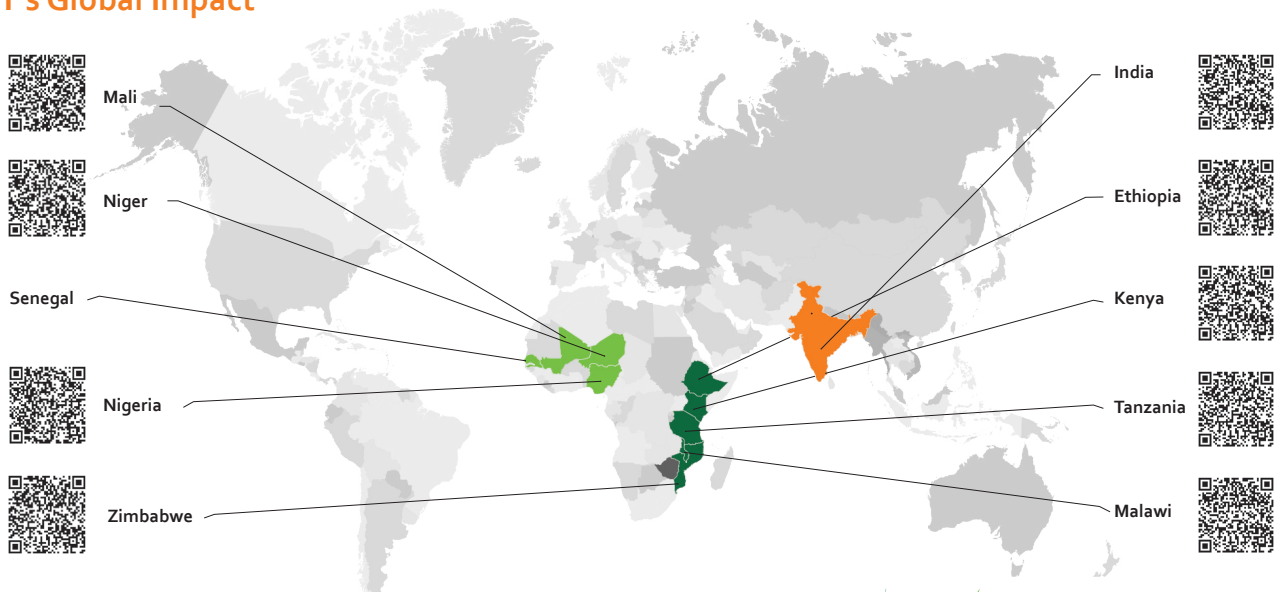 's Global Impact
Mali
Niger
Senegal
Nigeria
Zimbabwe
India
Ethiopia
Kenya
Tanzania
Malawi